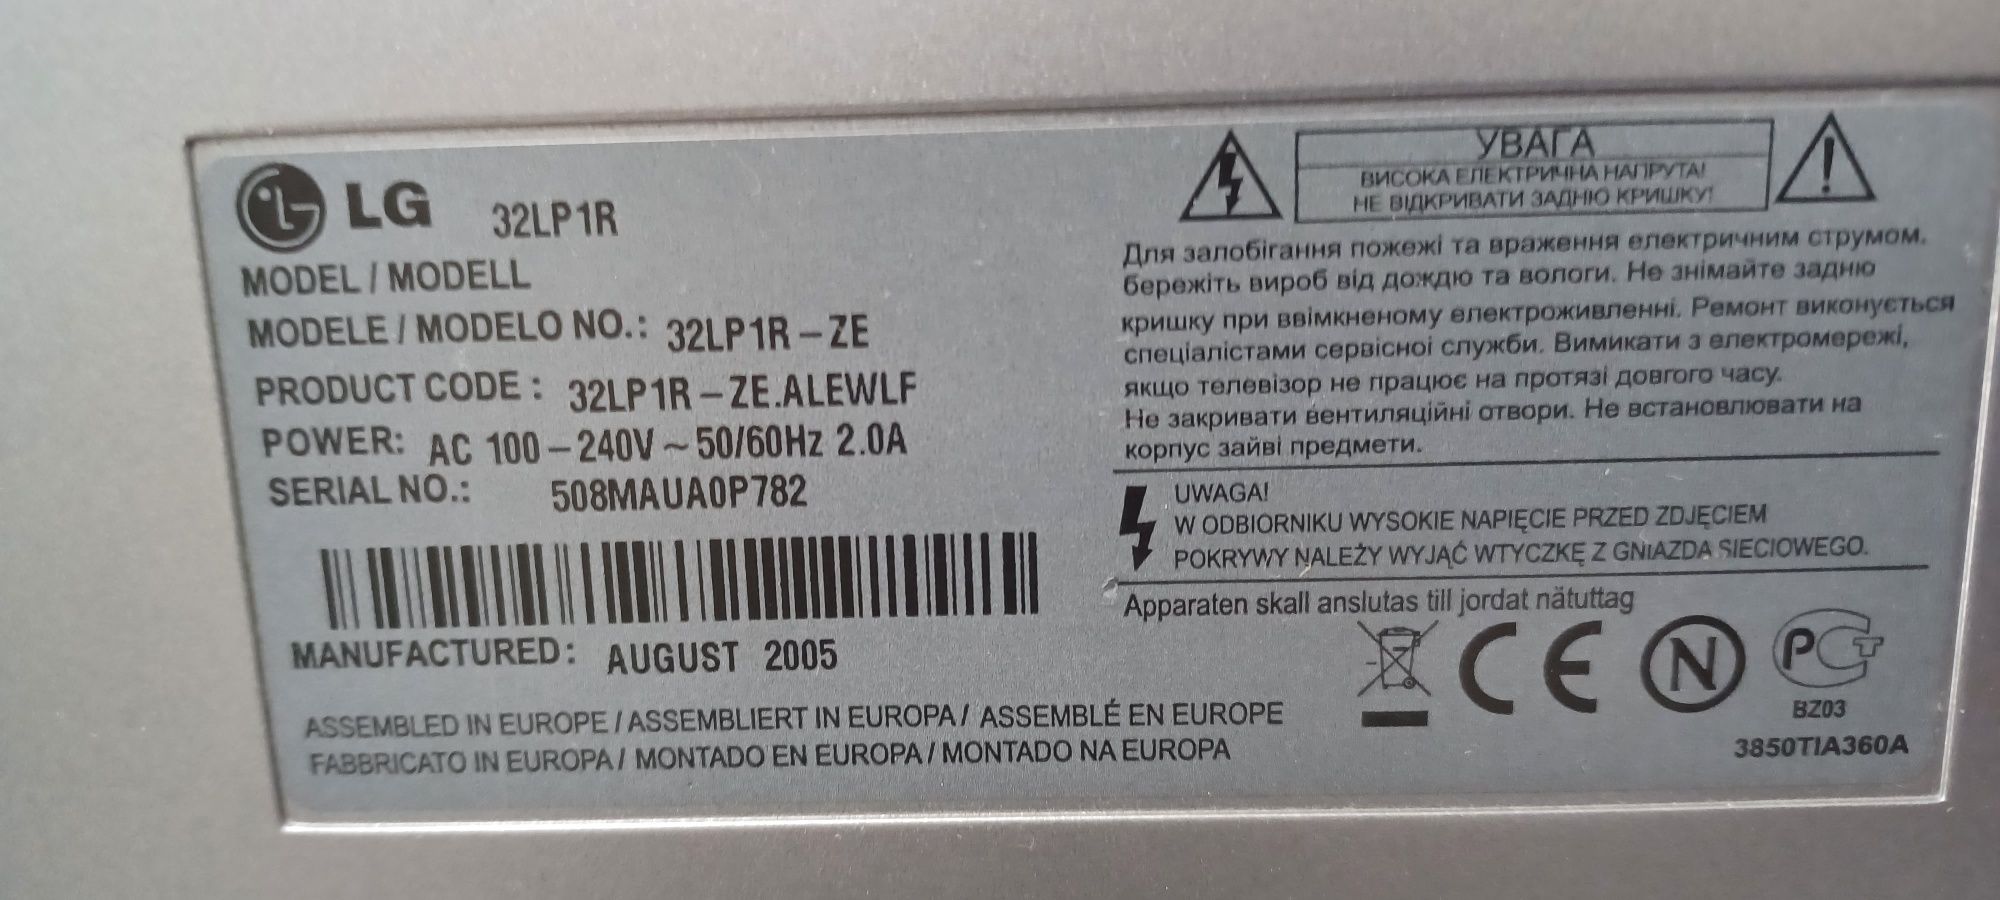 LG 32LP1R
MODEL / MODELL
MODELE / MODELO NO.: 32LP1R-ZE
PRODUCT CODE : 32LP1R-ZE.ALEWLF
POWER: AC 100-240V ~ 50/60Hz 2.0A
SERIAL NO.: 508MAUA0P782
MANUFACTURED: AUGUST 2005
ASSEMBLED IN EUROPE / ASSEMBLIERT IN EUROPA / ASSEMBLÉ EN EUROPE
FABBRICATO IN EUROPA / MONTADO EN EUROPA / MONTADO NA EUROPA
УВАГА
ВИСОКА ЕЛЕКТРИЧНА НАПРУТА!
НЕ ВІДКРИВАТИ ЗАДНЮ КРИШКУ!
Для залобігання пожежі та враження електричним струмом.
бережіть вироб від дождю та вологи. Не знімайте задню
кришку при ввімкненому електроживленні. Ремонт виконується
спеціалістами сервісної служби. Вимикати з електромережі,
якщо телевізор не працює на протязі довгого часу.
Не закривати вентиляційні отвори. Не встановлювати на
корпус зайві предмети.
UWAGA!
W ODBIORNIKU WYSOKIE NAPIĘCIE PRZED ZDJĘCIEM
POKRYWY NALEŻY WYJĄĆ WTYCZKĘ Z GNIAZDA SIECIOWEGO.
Apparaten skall anslutas till jordat nätuttag
CE N РСТ
BZ03
3850TIA360A